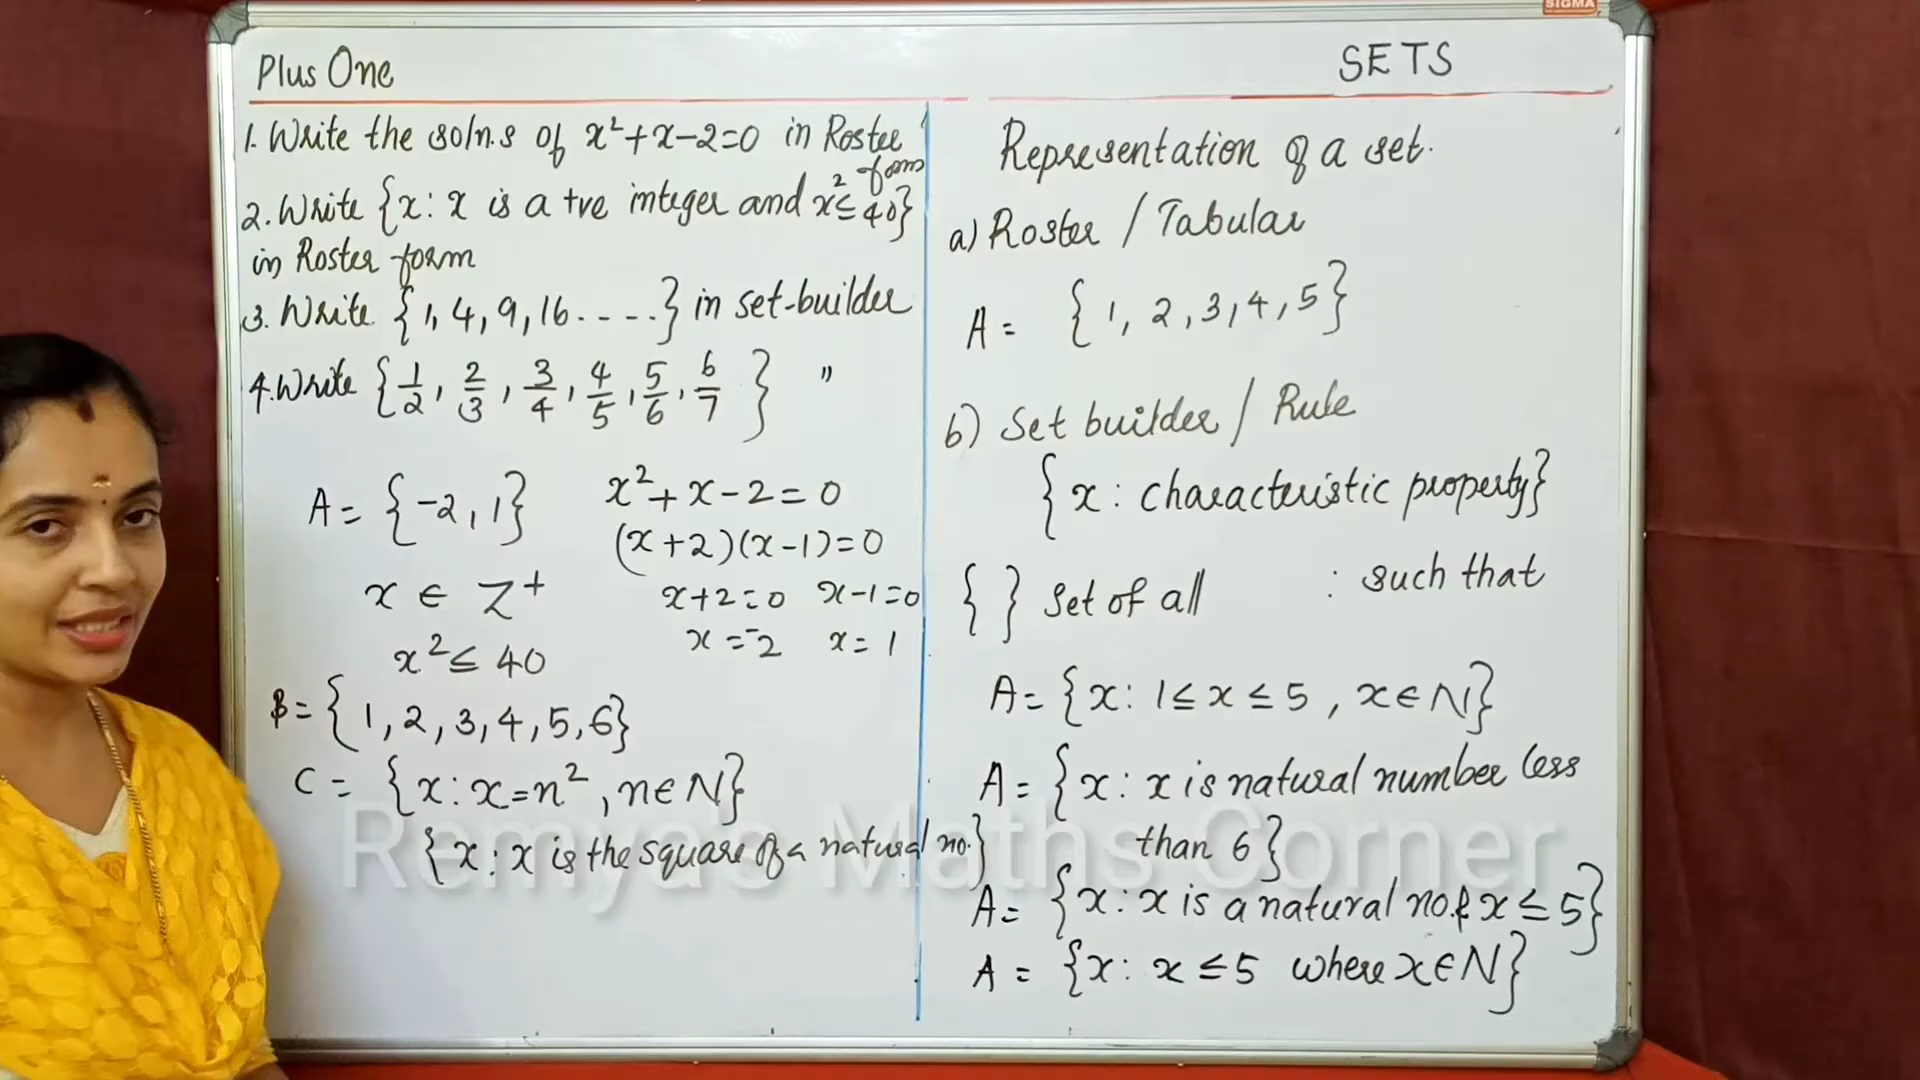 SIGMA
Plus One
SETS
1. Write the soln.s of x²+x-2=0 in Roster form
2. Write {x: x is a +ve integer and x² ≤ 40}
in Roster form
3. Write {1, 4, 9, 16 - - - -} in set-builder
4. Write {1/2, 2/3, 3/4, 4/5, 5/6, 6/7} "
A = {-2, 1}
x ∈ Z⁺
x² ≤ 40
x²+x-2=0
(x+2)(x-1)=0
x+2=0 x-1=0
x=-2 x=1
B = {1, 2, 3, 4, 5, 6}
C = {x: x=n², n∈N}
{x: x is the square of a natural no.}
Representation of a set.
a) Roster / Tabular
A = {1, 2, 3, 4, 5}
b) Set builder / Rule
{x: characteristic property}
{ } Set of all : such that
A = {x: 1≤x≤5, x∈N}
A = {x: x is natural number less
than 6}
A = {x: x is a natural no. & x ≤ 5}
A = {x: x ≤ 5 where x∈N}
Remya's Maths Corner